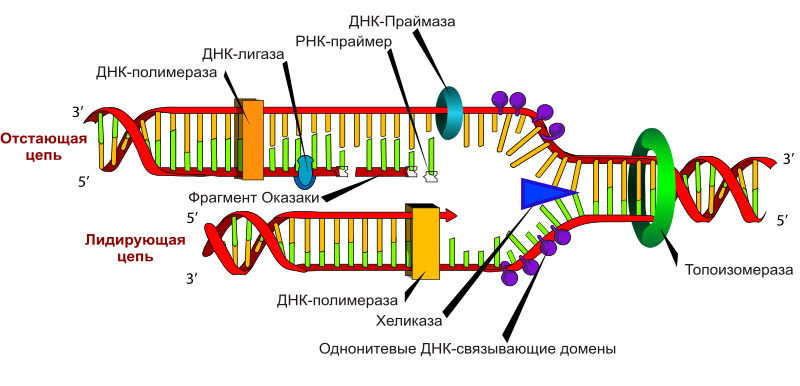 ДНК-Праймаза
РНК-праймер
ДНК-лигаза
ДНК-полимераза
3’
Отстающая
цепь
5’
Фрагмент Оказаки
3’
5’
5’
Лидирующая
цепь
3’
ДНК-полимераза
Хеликаза
Однонитевые ДНК-связывающие домены
Топоизомераза